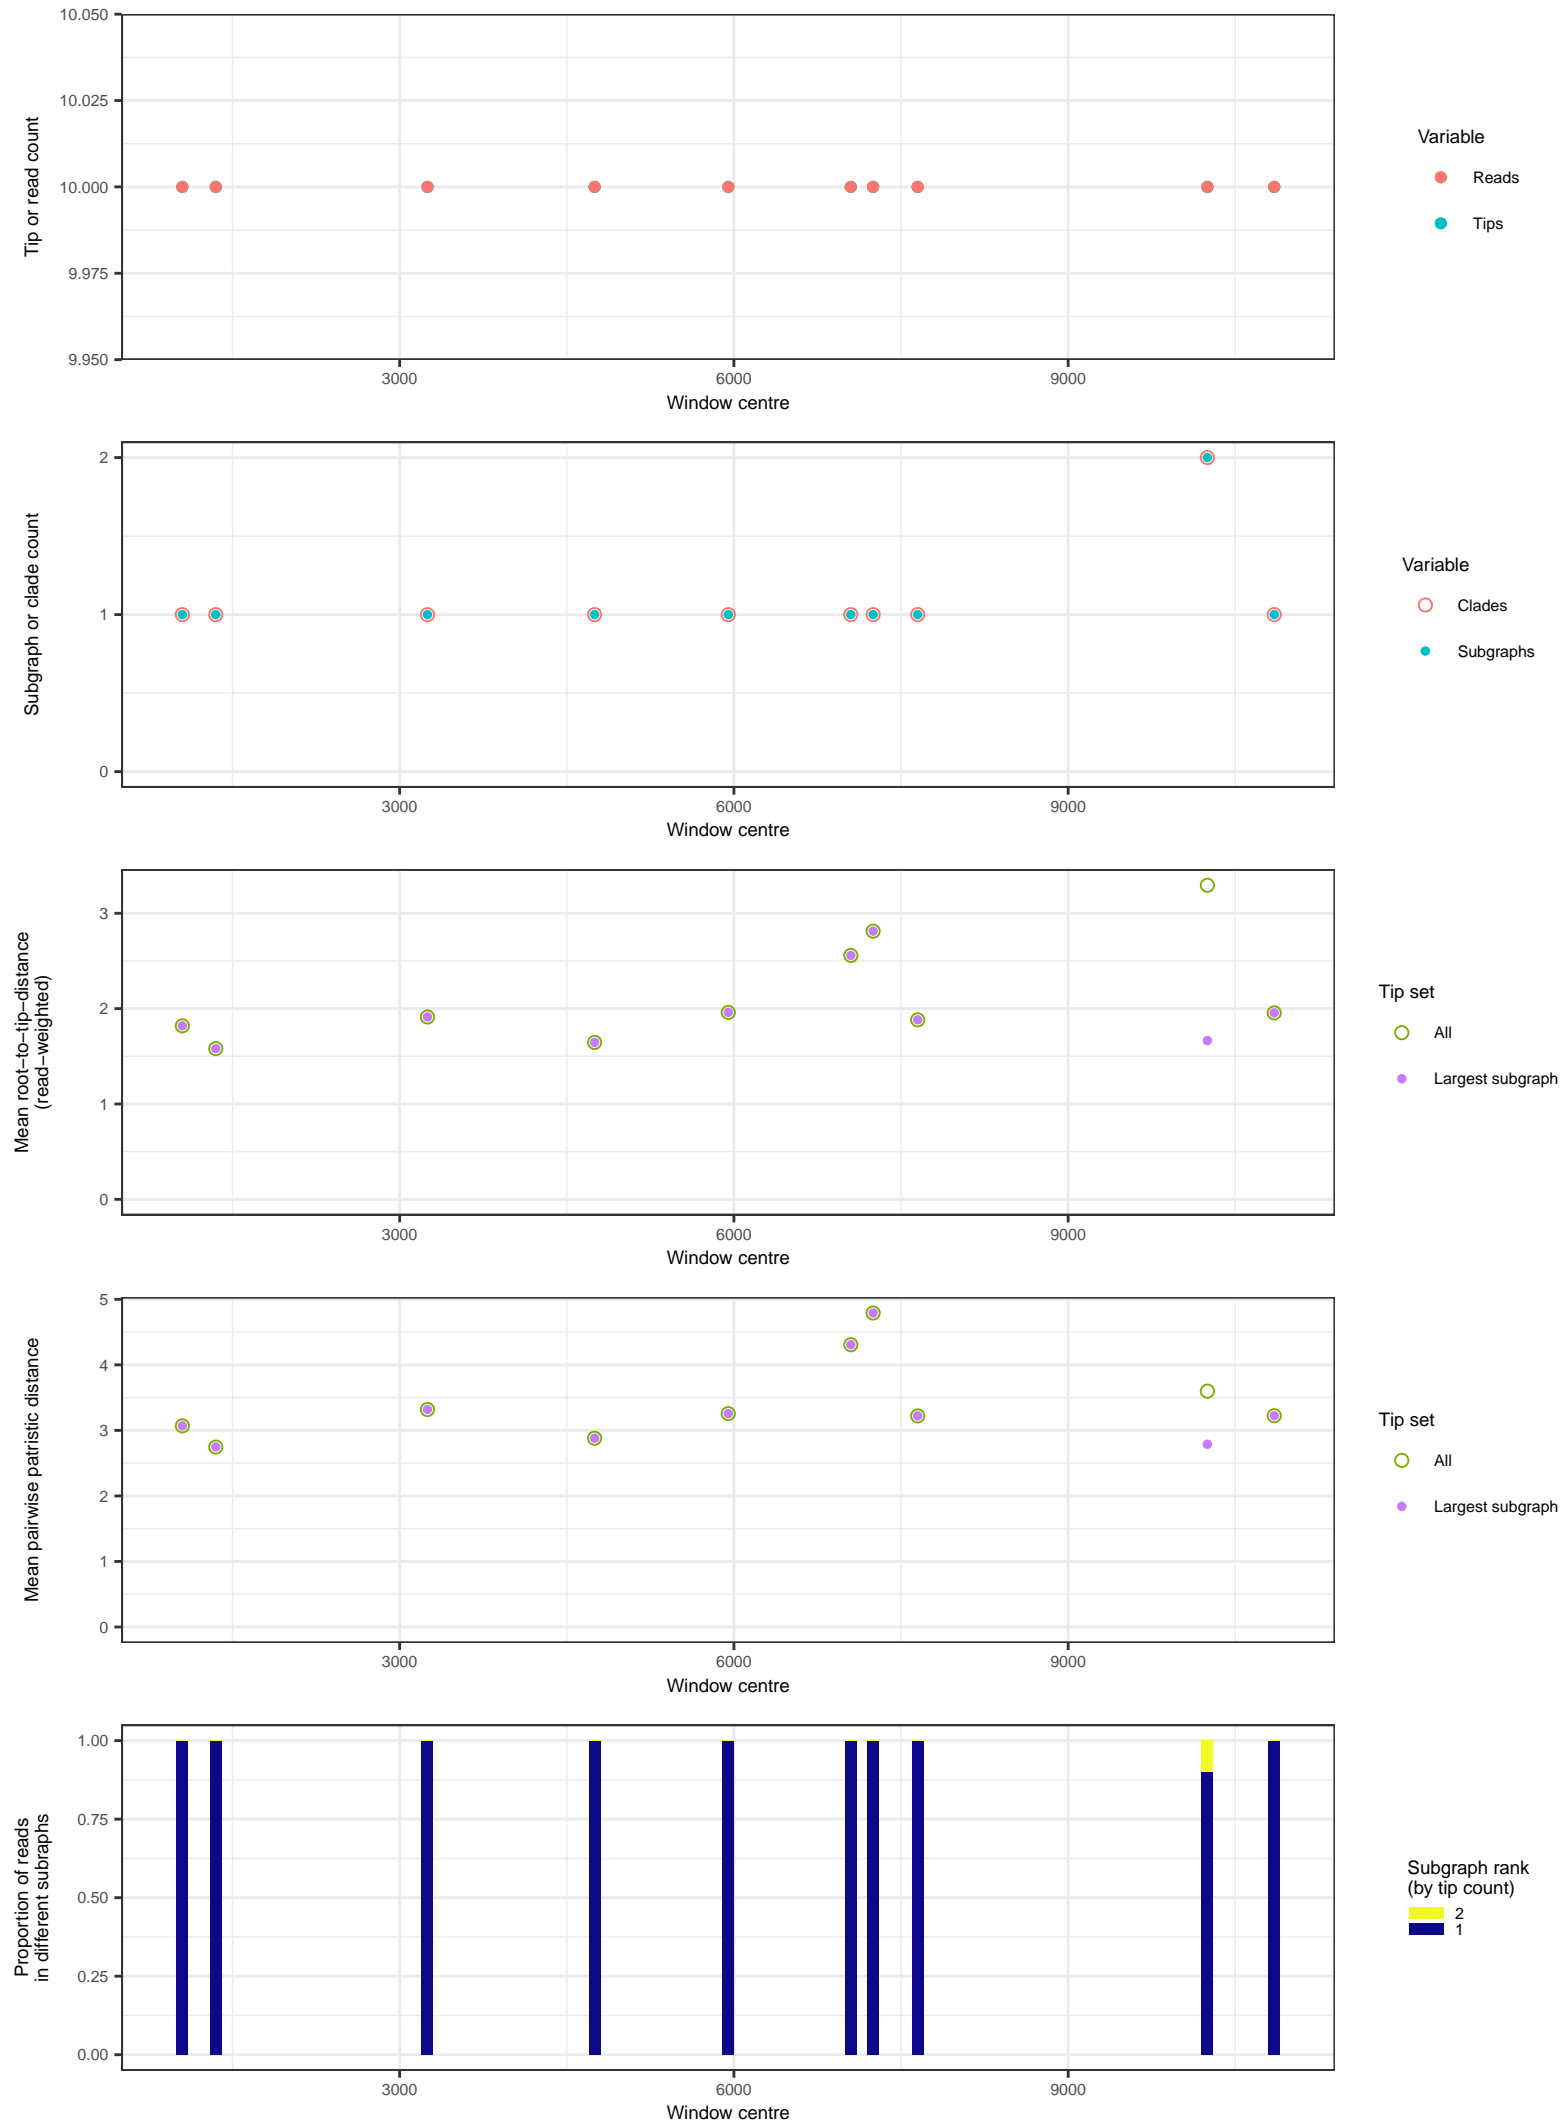 10.050
10.025
10.000
9.975
9.950
Tip or read count
3000 6000 9000
Window centre
Variable
Reads
Tips
2
1
0
Subgraph or clade count
3000 6000 9000
Window centre
Variable
Clades
Subgraphs
3
2
1
0
Mean root−to−tip−distance
(read−weighted)
3000 6000 9000
Window centre
Tip set
All
Largest subgraph
5
4
3
2
1
0
Mean pairwise patristic distance
3000 6000 9000
Window centre
Tip set
All
Largest subgraph
1.00
0.75
0.50
0.25
0.00
Proportion of reads
in different subraphs
3000 6000 9000
Window centre
Subgraph rank
(by tip count)
2
1